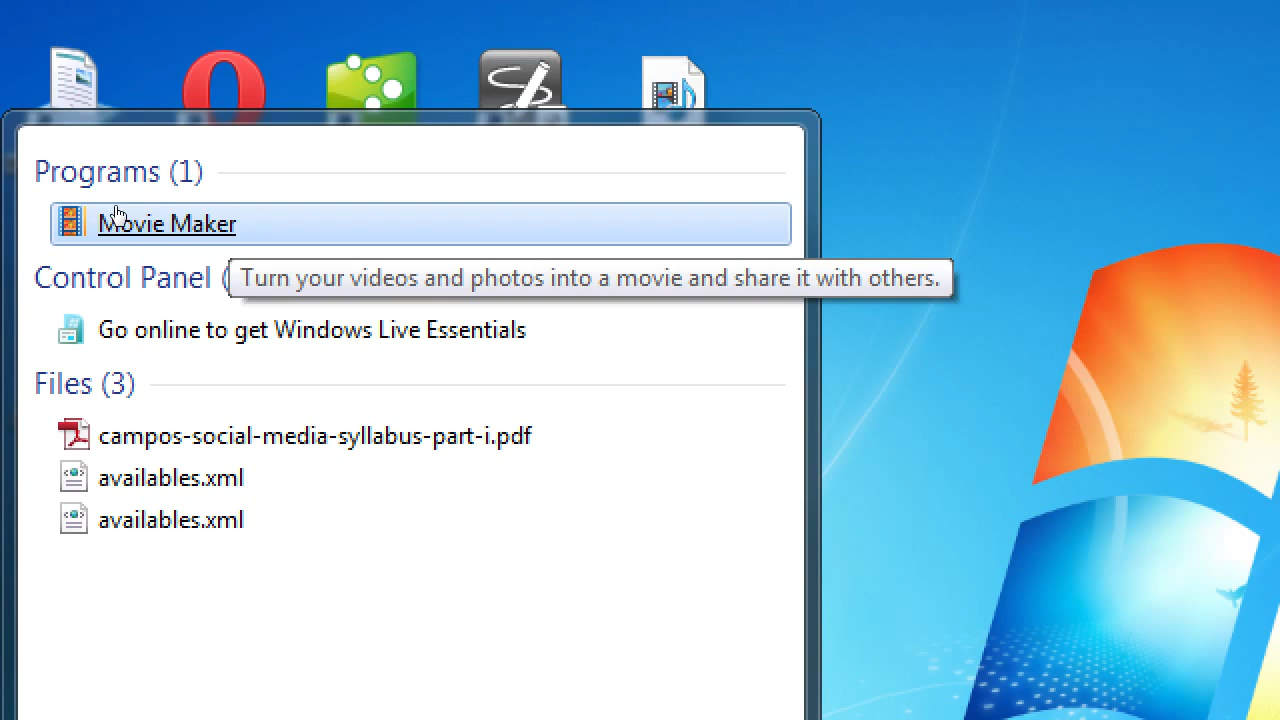 Programs (1)
Movie Maker
Control Panel (
Turn your videos and photos into a movie and share it with others.
Go online to get Windows Live Essentials
Files (3)
campos-social-media-syllabus-part-i.pdf
availables.xml
availables.xml